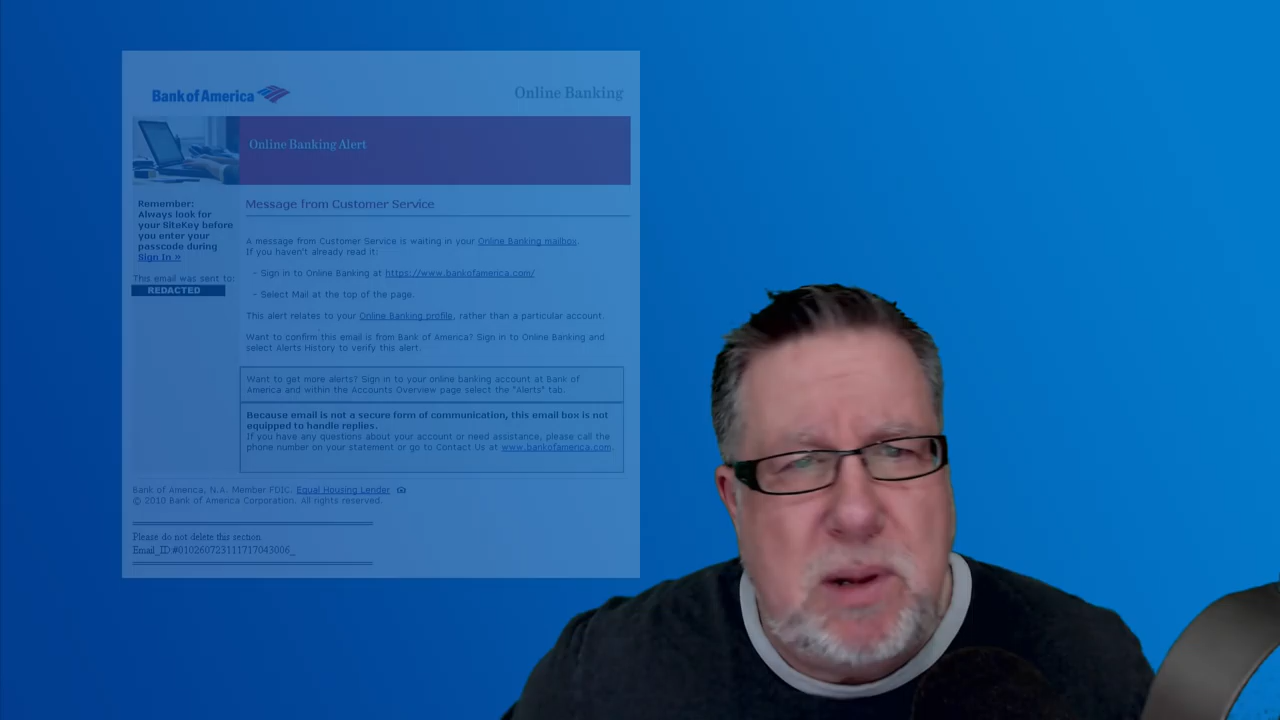 Bank of America
Online Banking
Online Banking Alert
Remember:
Always look for
your SiteKey before
you enter your
passcode during
Sign In »
This email was sent to:
REDACTED
Message from Customer Service
A message from Customer Service is waiting in your Online Banking mailbox.
If you haven't already read it:
- Sign in to Online Banking at https://www.bankofamerica.com/
- Select Mail at the top of the page.
This alert relates to your Online Banking profile, rather than a particular account.
Want to confirm this email is from Bank of America? Sign in to Online Banking and
select Alerts History to verify this alert.
Want to get more alerts? Sign in to your online banking account at Bank of
America and within the Accounts Overview page select the "Alerts" tab.
Because email is not a secure form of communication, this email box is not
equipped to handle replies.
If you have any questions about your account or need assistance, please call the
phone number on your statement or go to Contact Us at www.bankofamerica.com.
Bank of America, N.A. Member FDIC. Equal Housing Lender
© 2010 Bank of America Corporation. All rights reserved.
Please do not delete this section
Email_ID:#010260723111717043006_